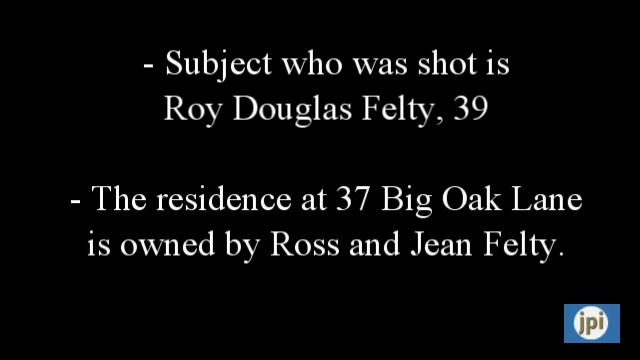 - Subject who was shot is
Roy Douglas Felty, 39
- The residence at 37 Big Oak Lane
is owned by Ross and Jean Felty.
jpi